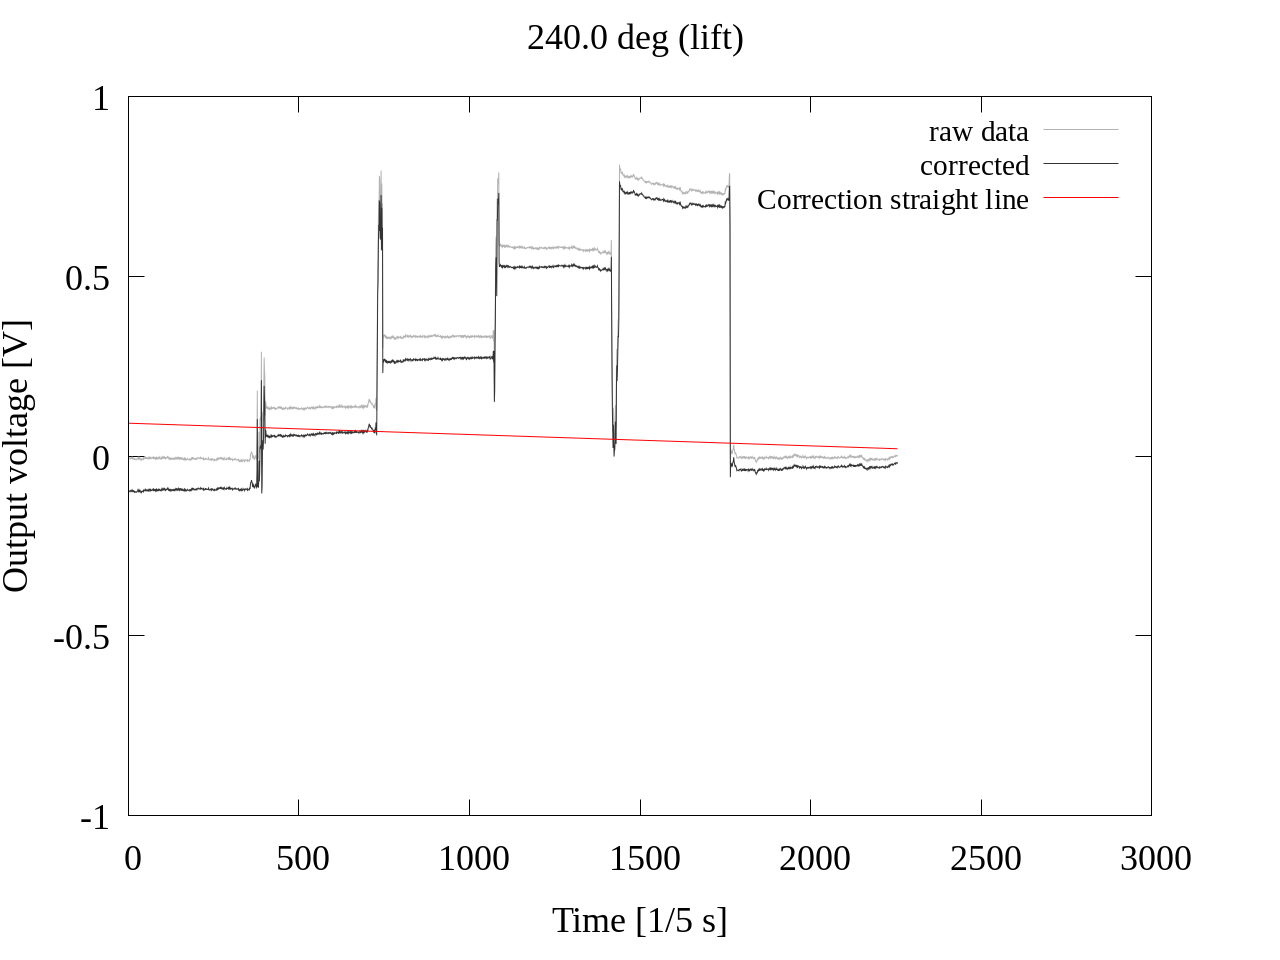 240.0 deg (lift)
1
raw data
corrected
Correction straight line
0.5
0
-0.5
-1
Output voltage [V]
0 500 1000 1500 2000 2500 3000
Time [1/5 s]